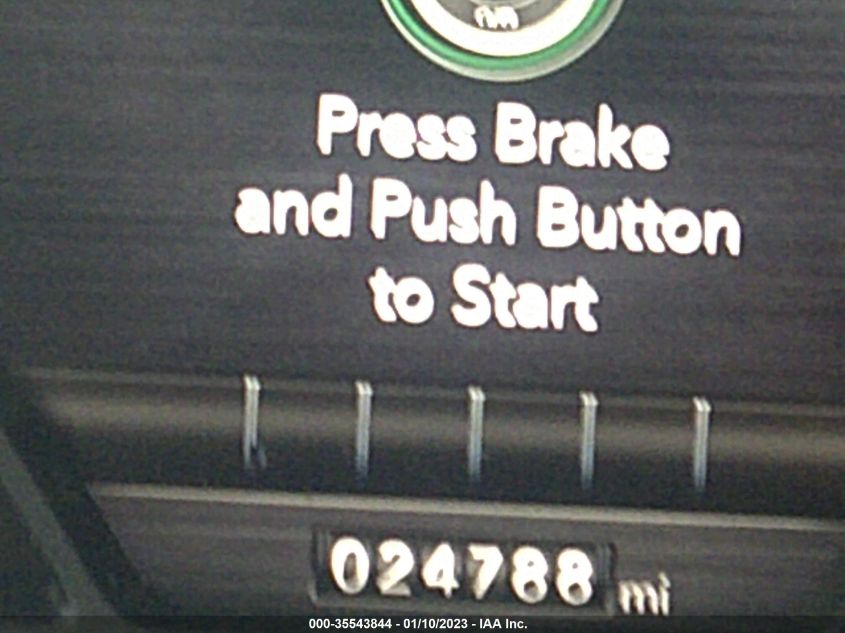 Press Brake
and Push Button
to Start
024788 mi
000-35543844 - 01/10/2023 - IAA Inc.